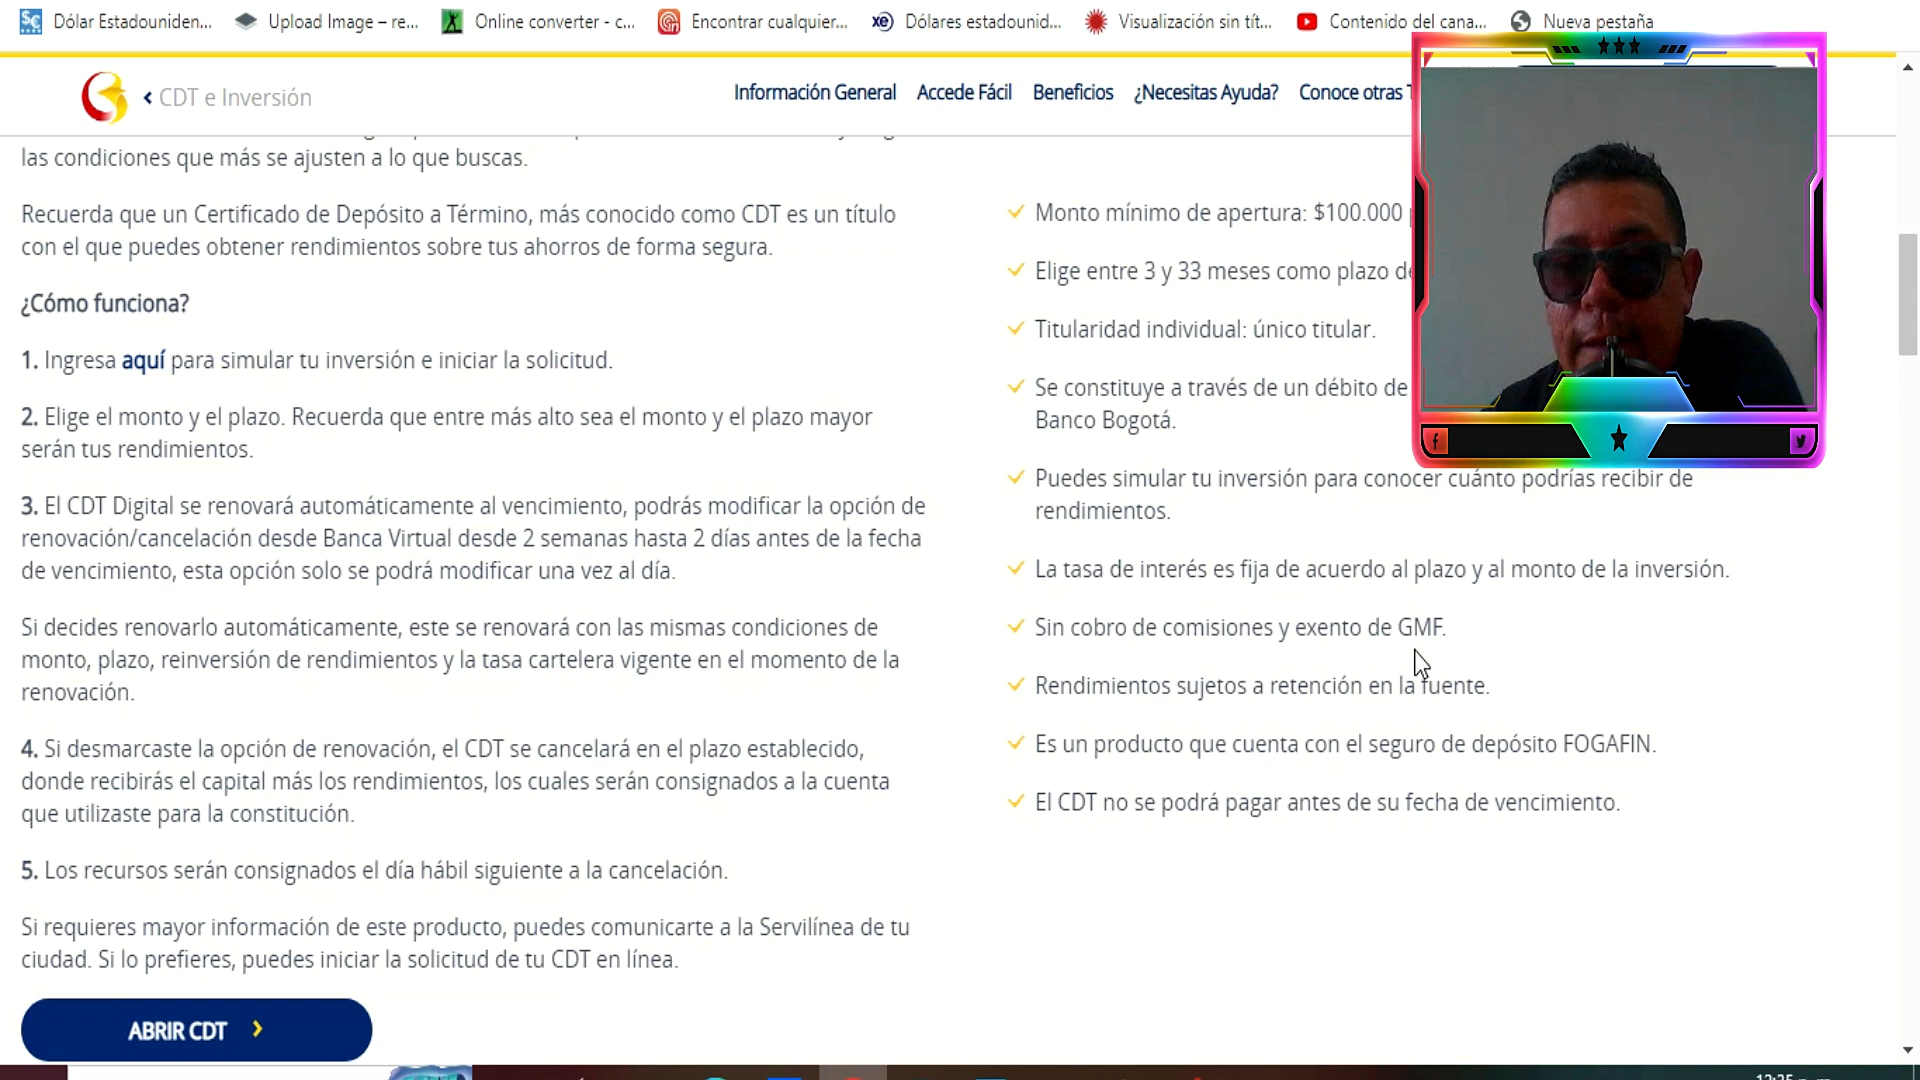 Dólar Estadouniden...
Upload Image – re...
Online converter - c...
Encontrar cualquier...
Dólares estadounid...
Visualización sin tít...
Contenido del cana...
Nueva pestaña
CDT e Inversión
Información General
Accede Fácil
Beneficios
¿Necesitas Ayuda?
Conoce otras
las condiciones que más se ajusten a lo que buscas.
Recuerda que un Certificado de Depósito a Término, más conocido como CDT es un título
con el que puedes obtener rendimientos sobre tus ahorros de forma segura.
¿Cómo funciona?
1. Ingresa aquí para simular tu inversión e iniciar la solicitud.
2. Elige el monto y el plazo. Recuerda que entre más alto sea el monto y el plazo mayor
serán tus rendimientos.
3. El CDT Digital se renovará automáticamente al vencimiento, podrás modificar la opción de
renovación/cancelación desde Banca Virtual desde 2 semanas hasta 2 días antes de la fecha
de vencimiento, esta opción solo se podrá modificar una vez al día.
Si decides renovarlo automáticamente, este se renovará con las mismas condiciones de
monto, plazo, reinversión de rendimientos y la tasa cartelera vigente en el momento de la
renovación.
4. Si desmarcaste la opción de renovación, el CDT se cancelará en el plazo establecido,
donde recibirás el capital más los rendimientos, los cuales serán consignados a la cuenta
que utilizaste para la constitución.
5. Los recursos serán consignados el día hábil siguiente a la cancelación.
Si requieres mayor información de este producto, puedes comunicarte a la Servilínea de tu
ciudad. Si lo prefieres, puedes iniciar la solicitud de tu CDT en línea.
ABRIR CDT
Monto mínimo de apertura: $100.000
Elige entre 3 y 33 meses como plazo
Titularidad individual: único titular.
Se constituye a través de un débito de
Banco Bogotá.
Puedes simular tu inversión para conocer cuánto podrías recibir de
rendimientos.
La tasa de interés es fija de acuerdo al plazo y al monto de la inversión.
Sin cobro de comisiones y exento de GMF.
Rendimientos sujetos a retención en la fuente.
Es un producto que cuenta con el seguro de depósito FOGAFIN.
El CDT no se podrá pagar antes de su fecha de vencimiento.